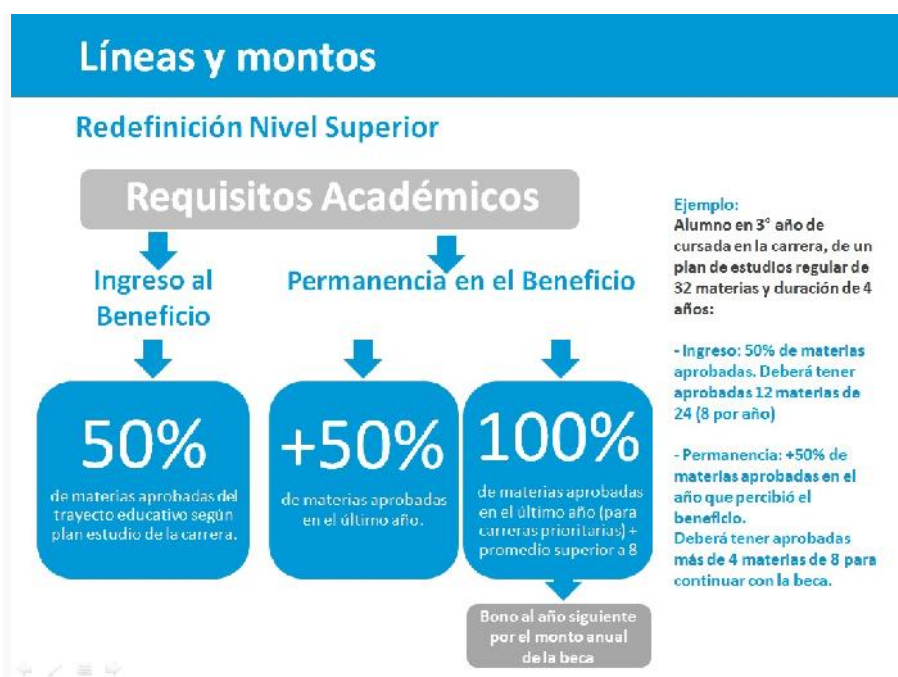 Líneas y montos
Redefinición Nivel Superior
Requisitos Académicos
Ingreso al
Beneficio
Permanencia en el Beneficio
50%
de materias aprobadas del
trayecto educativo según
plan estudio de la carrera.
+50%
de materias aprobadas
en el último año.
100%
de materias aprobadas
en el último año (para
carreras prioritarias) +
promedio superior a 8
Bono al año siguiente
por el monto anual
de la beca
Ejemplo:
Alumno en 3° año de
cursada en la carrera, de un
plan de estudios regular de
32 materias y duración de 4
años:
- Ingreso: 50% de materias
aprobadas. Deberá tener
aprobadas 12 materias de
24 (8 por año)
- Permanencia: +50% de
materias aprobadas en el
año que percibió el
beneficio.
Deberá tener aprobadas
más de 4 materias de 8 para
continuar con la beca.